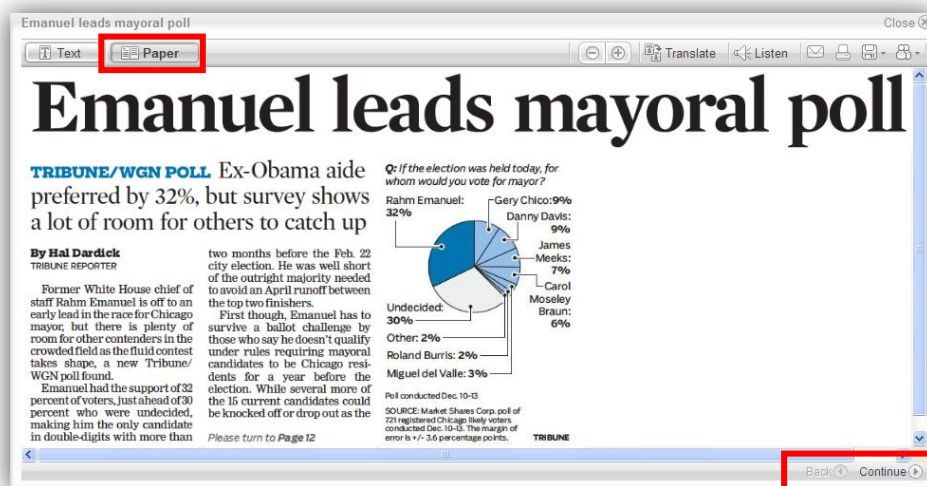 Emanuel leads mayoral poll
Close
Text
Paper
Translate
Listen
Emanuel leads mayoral poll
TRIBUNE/WGN POLL Ex-Obama aide
preferred by 32%, but survey shows
a lot of room for others to catch up
By Hal Dardick
TRIBUNE REPORTER
Former White House chief of
staff Rahm Emanuel is off to an
early lead in the race for Chicago
mayor, but there is plenty of
room for other contenders in the
crowded field as the fluid contest
takes shape, a new Tribune/
WGN poll found.
Emanuel had the support of 32
percent of voters, just ahead of 30
percent who were undecided,
making him the only candidate
in double-digits with more than
two months before the Feb. 22
city election. He was well short
of the outright majority needed
to avoid an April runoff between
the top two finishers.
First though, Emanuel has to
survive a ballot challenge by
those who say he doesn't qualify
under rules requiring mayoral
candidates to be Chicago resi-
dents for a year before the
election. While several more of
the 15 current candidates could
be knocked off or drop out as the
Please turn to Page 12
Q: If the election was held today, for
whom would you vote for mayor?
Rahm Emanuel:
32%
Gery Chico: 9%
Danny Davis:
9%
James
Meeks:
7%
Carol
Moseley
Braun:
6%
Undecided:
30%
Other: 2%
Roland Burris: 2%
Miguel del Valle: 3%
Poll conducted Dec. 10-13
SOURCE: Market Shares Corp. poll of
721 registered Chicago likely voters
conducted Dec. 10-13. The margin of
error is +/- 3.6 percentage points.
TRIBUNE
Back
Continue